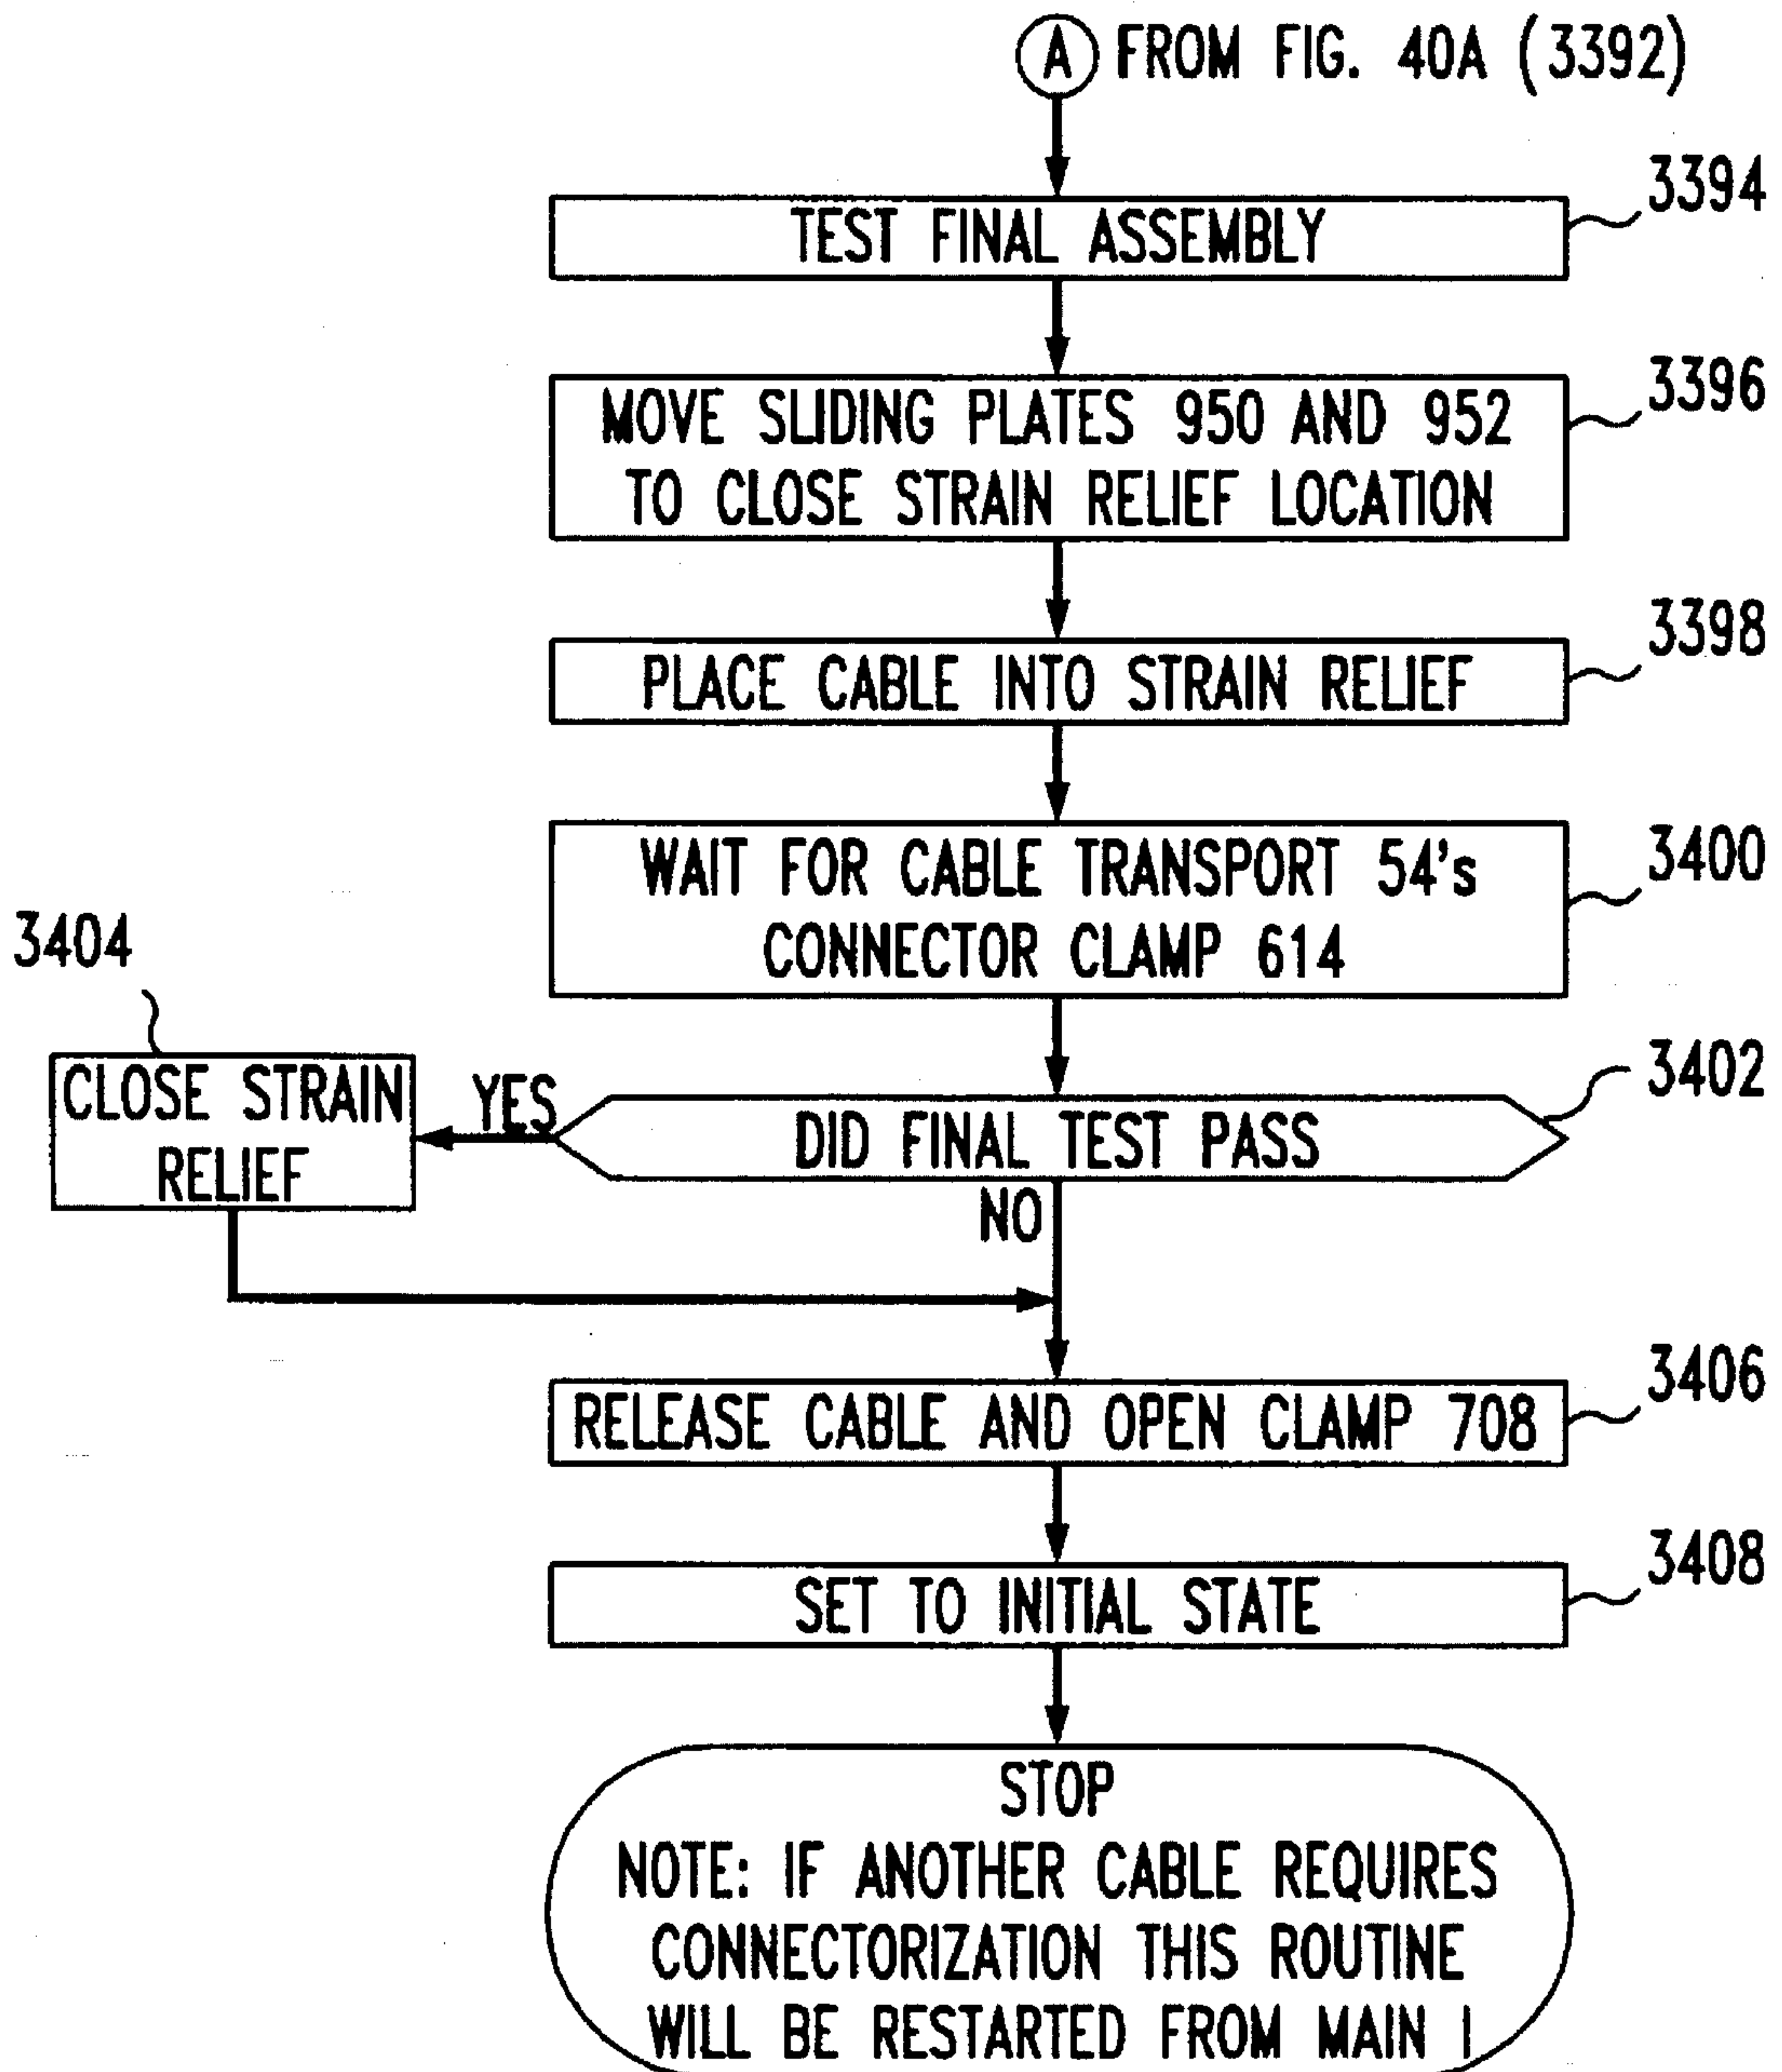 A FROM FIG. 40A (3392)
3394
TEST FINAL ASSEMBLY
3396
MOVE SLIDING PLATES 950 AND 952
TO CLOSE STRAIN RELIEF LOCATION
3398
PLACE CABLE INTO STRAIN RELIEF
3400
WAIT FOR CABLE TRANSPORT 54's
CONNECTOR CLAMP 614
3404
CLOSE STRAIN
RELIEF
YES
3402
DID FINAL TEST PASS
NO
3406
RELEASE CABLE AND OPEN CLAMP 708
3408
SET TO INITIAL STATE
STOP
NOTE: IF ANOTHER CABLE REQUIRES
CONNECTORIZATION THIS ROUTINE
WILL BE RESTARTED FROM MAIN I